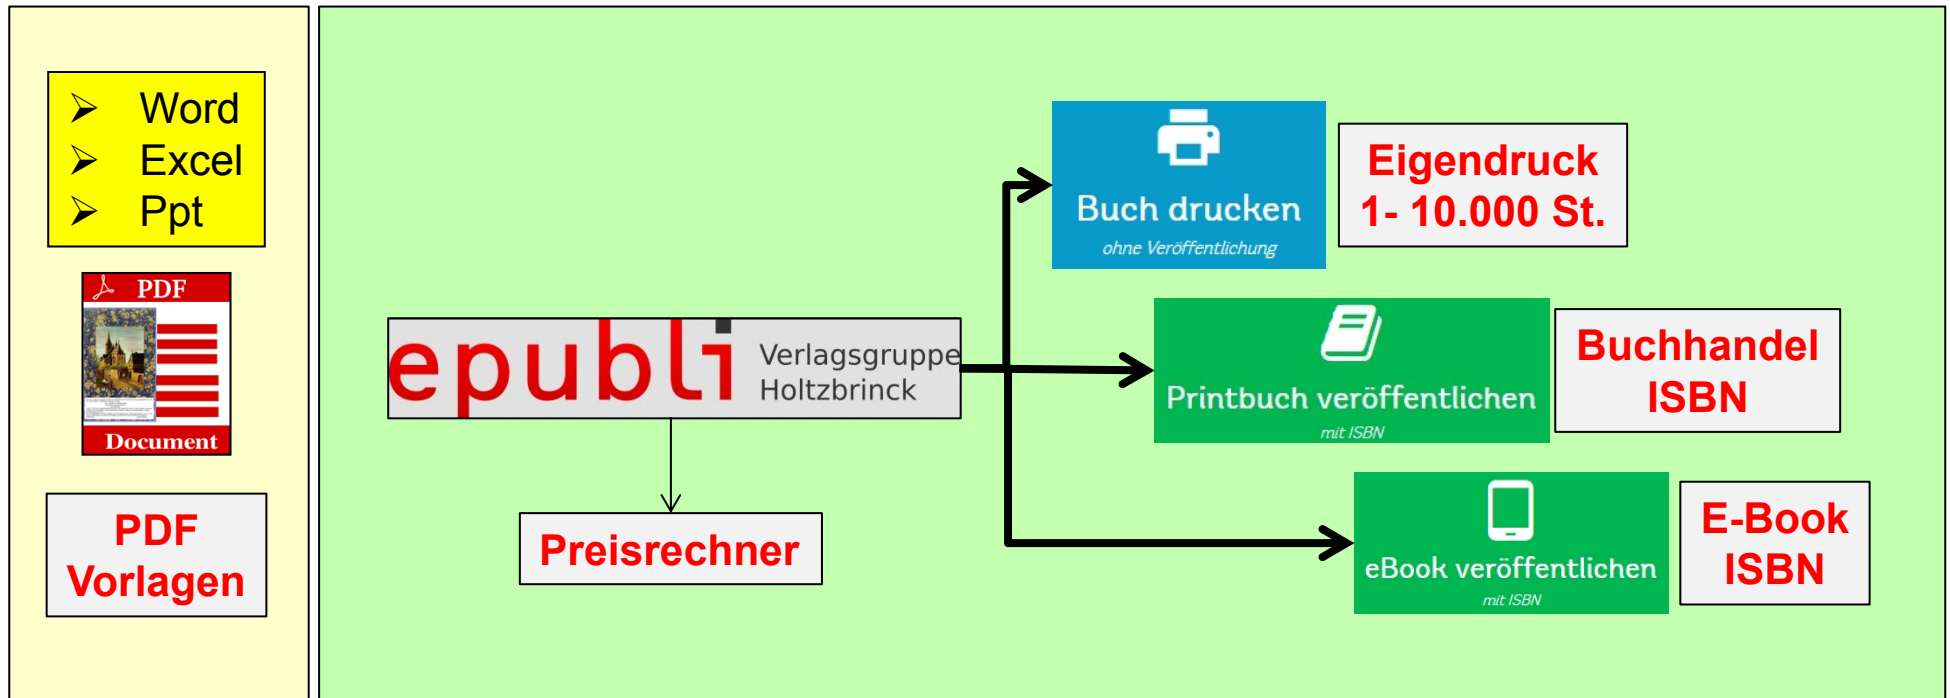 Word
Excel
Ppt
PDF
Document
PDF
Vorlagen
epubli
Verlagsgruppe
Holtzbrinck
Preisrechner
Buch drucken
ohne Veröffentlichung
Eigendruck
1- 10.000 St.
Printbuch veröffentlichen
mit ISBN
Buchhandel
ISBN
eBook veröffentlichen
mit ISBN
E-Book
ISBN